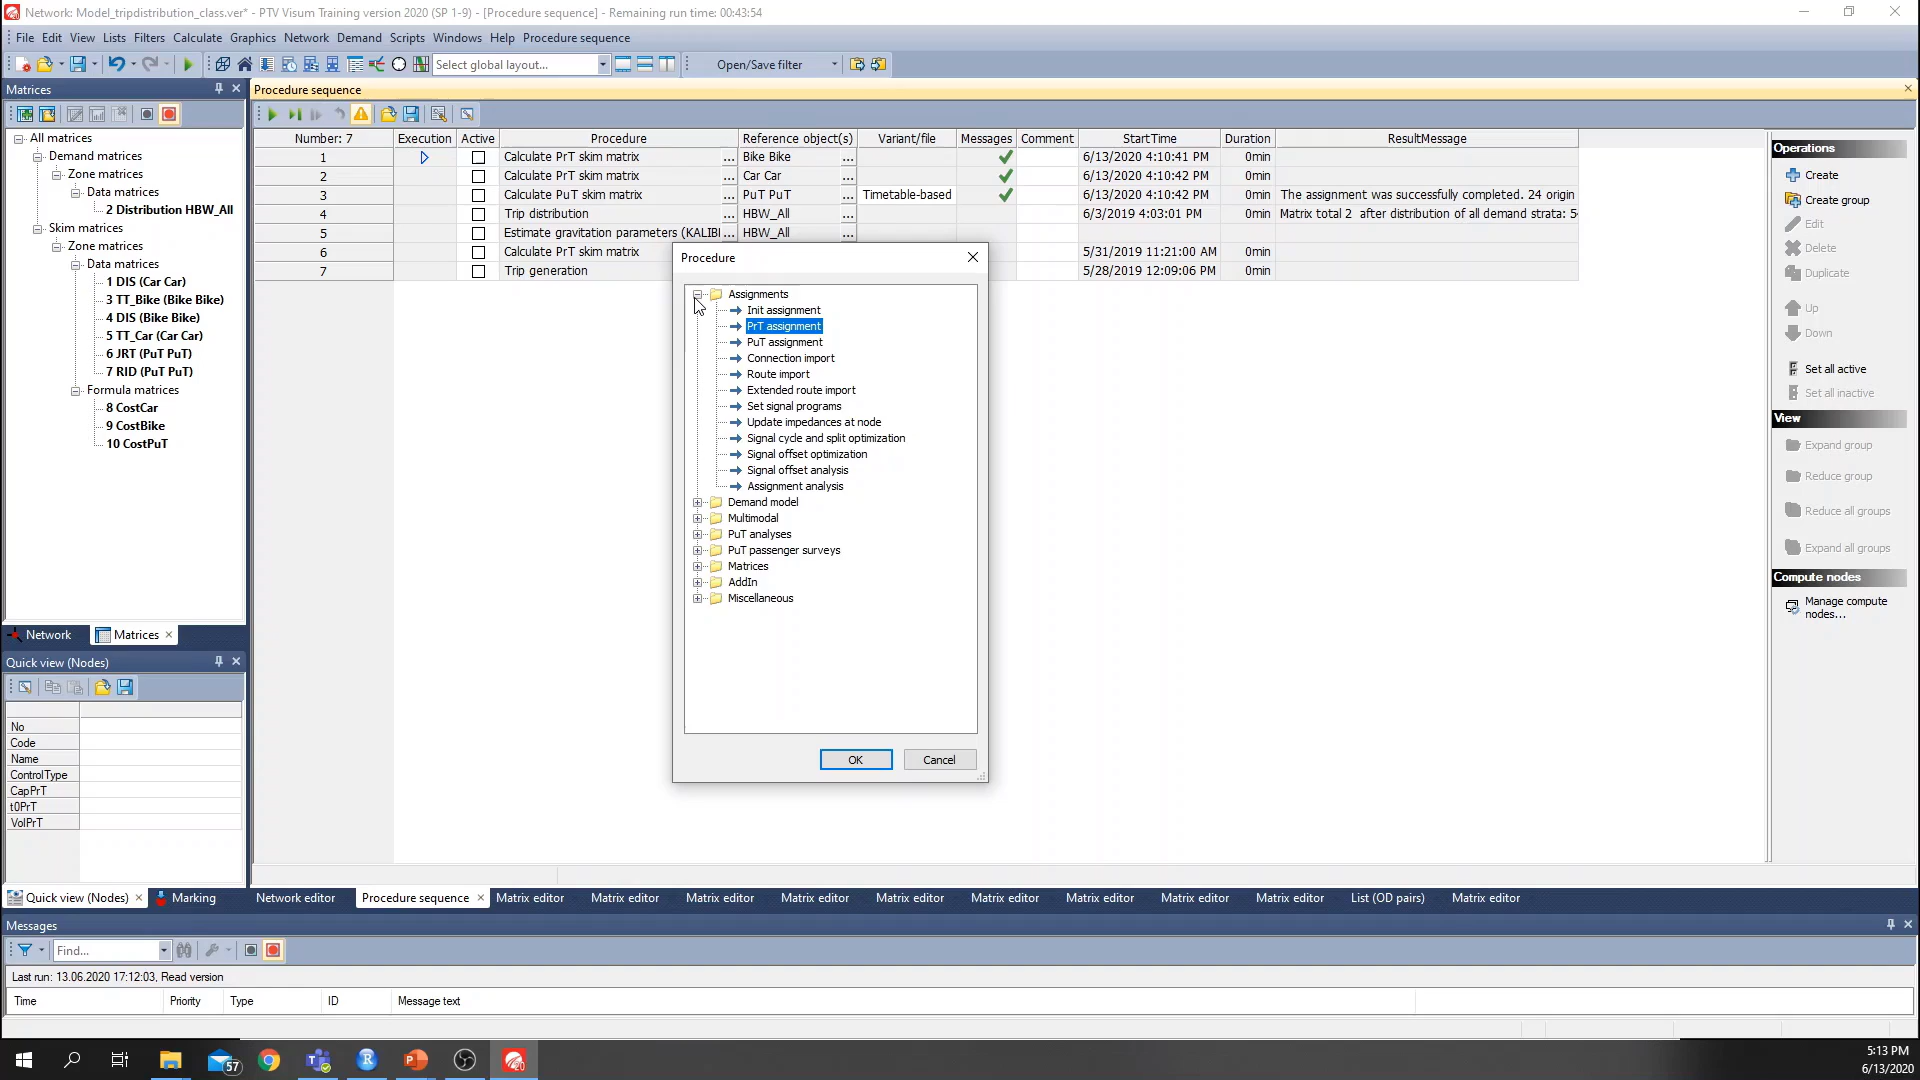 Network: Model_tripdistribution_class.ver* - PTV Visum Training version 2020 (SP 1-9) - [Procedure sequence] - Remaining run time: 00:43:54
File Edit View Lists Filters Calculate Graphics Network Demand Scripts Windows Help Procedure sequence
Select global layout... Open/Save filter
Matrices
All matrices
Demand matrices
Zone matrices
Data matrices
2 Distribution HBW_All
Skim matrices
Zone matrices
Data matrices
1 DIS (Car Car)
3 TT_Bike (Bike Bike)
4 DIS (Bike Bike)
5 TT_Car (Car Car)
6 JRT (PuT PuT)
7 RID (PuT PuT)
Formula matrices
8 CostCar
9 CostBike
10 CostPuT
Network Matrices
Quick view (Nodes)
No
Code
Name
ControlType
CapPrT
t0PrT
VolPrT
Quick view (Nodes) Marking
Procedure sequence
Number: 7 Execution Active Procedure Reference object(s) Variant/file Messages Comment StartTime Duration ResultMessage
1 Calculate PrT skim matrix ... Bike Bike ... 6/13/2020 4:10:41 PM 0min
2 Calculate PrT skim matrix ... Car Car ... 6/13/2020 4:10:42 PM 0min
3 Calculate PuT skim matrix ... PuT PuT ... Timetable-based 6/13/2020 4:10:42 PM 0min The assignment was successfully completed. 24 origin
4 Trip distribution ... HBW_All ... 6/3/2019 4:03:01 PM 0min Matrix total 2 after distribution of all demand strata: 5
5 Estimate gravitation parameters (KALIB ... HBW_All ...
6 Calculate PrT skim matrix 5/31/2019 11:21:00 AM 0min
7 Trip generation 5/28/2019 12:09:06 PM 0min
Procedure
Assignments
Init assignment
PrT assignment
PuT assignment
Connection import
Route import
Extended route import
Set signal programs
Update impedances at node
Signal cycle and split optimization
Signal offset optimization
Signal offset analysis
Assignment analysis
Demand model
Multimodal
PuT analyses
PuT passenger surveys
Matrices
AddIn
Miscellaneous
OK Cancel
Operations
Create
Create group
Edit
Delete
Duplicate
Up
Down
Set all active
Set all inactive
View
Expand group
Reduce group
Reduce all groups
Expand all groups
Compute nodes
Manage compute
nodes...
Network editor Procedure sequence Matrix editor Matrix editor Matrix editor Matrix editor Matrix editor Matrix editor Matrix editor Matrix editor Matrix editor List (OD pairs) Matrix editor
Messages
Find...
Last run: 13.06.2020 17:12:03, Read version
Time Priority Type ID Message text
57
20
5:13 PM
6/13/2020